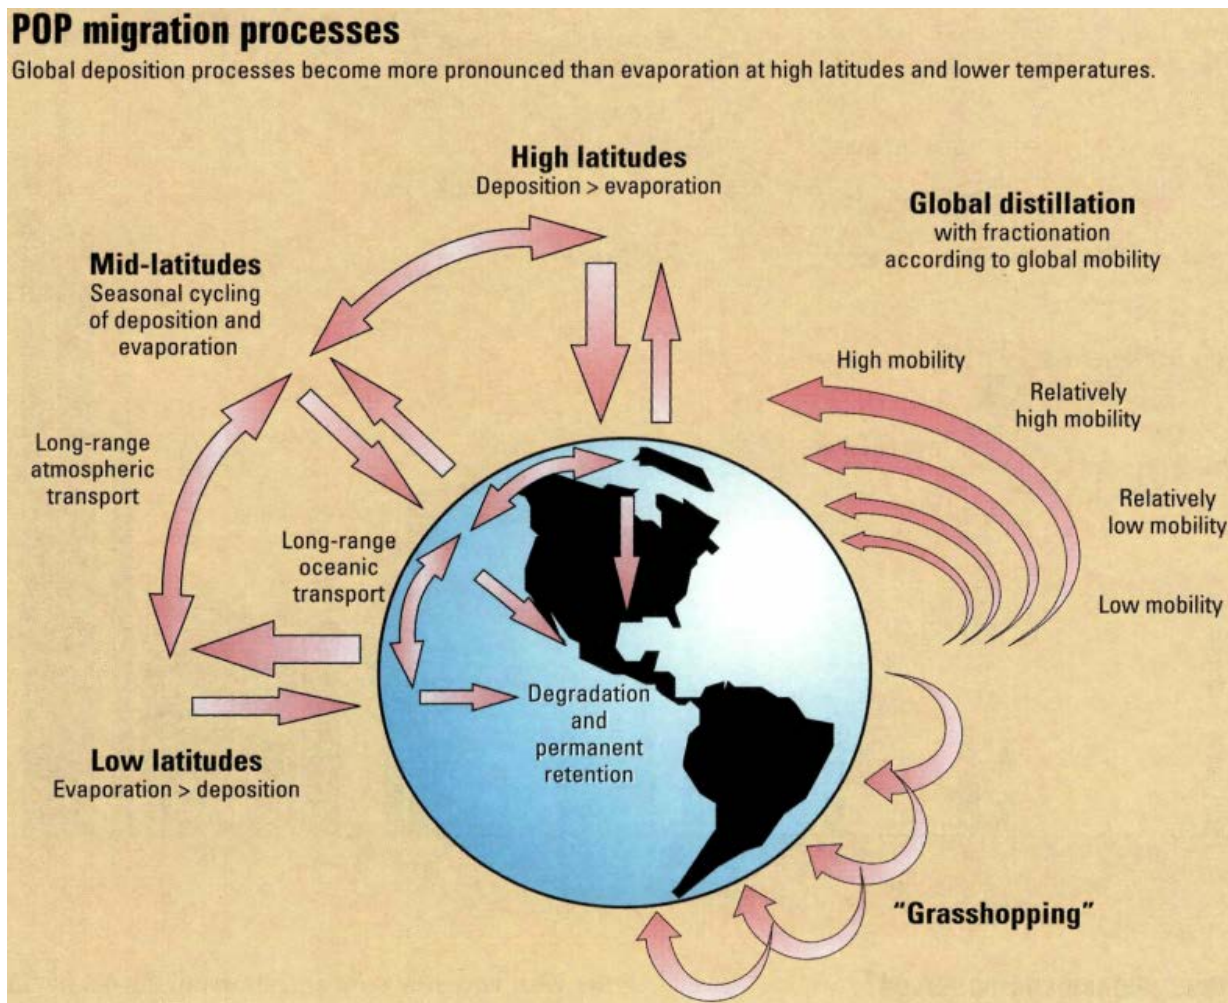 POP migration processes
Global deposition processes become more pronounced than evaporation at high latitudes and lower temperatures.
High latitudes
Deposition > evaporation
Global distillation
with fractionation
according to global mobility
Mid-latitudes
Seasonal cycling
of deposition and
evaporation
High mobility
Relatively
high mobility
Long-range
atmospheric
transport
Relatively
low mobility
Long-range
oceanic
transport
Low mobility
Degradation
and
permanent
retention
Low latitudes
Evaporation > deposition
"Grasshopping"